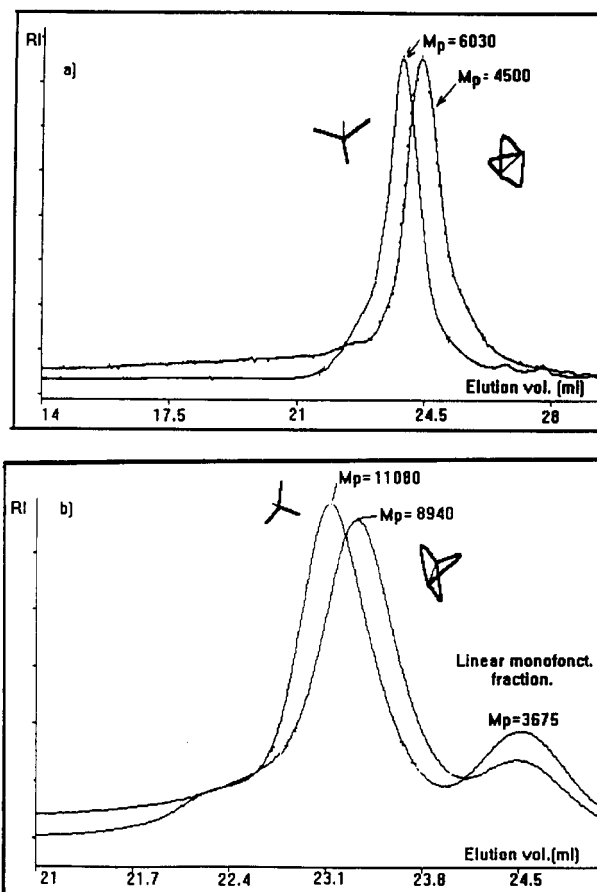 RI
a)
Mp=6030
Mp=4500
Elution vol. (ml)
14 17.5 21 24.5 28
RI
b)
Mp=11080
Mp=8940
Linear monofonct.
fraction.
Mp=3675
Elution vol.(ml)
21 21.7 22.4 23.1 23.8 24.5